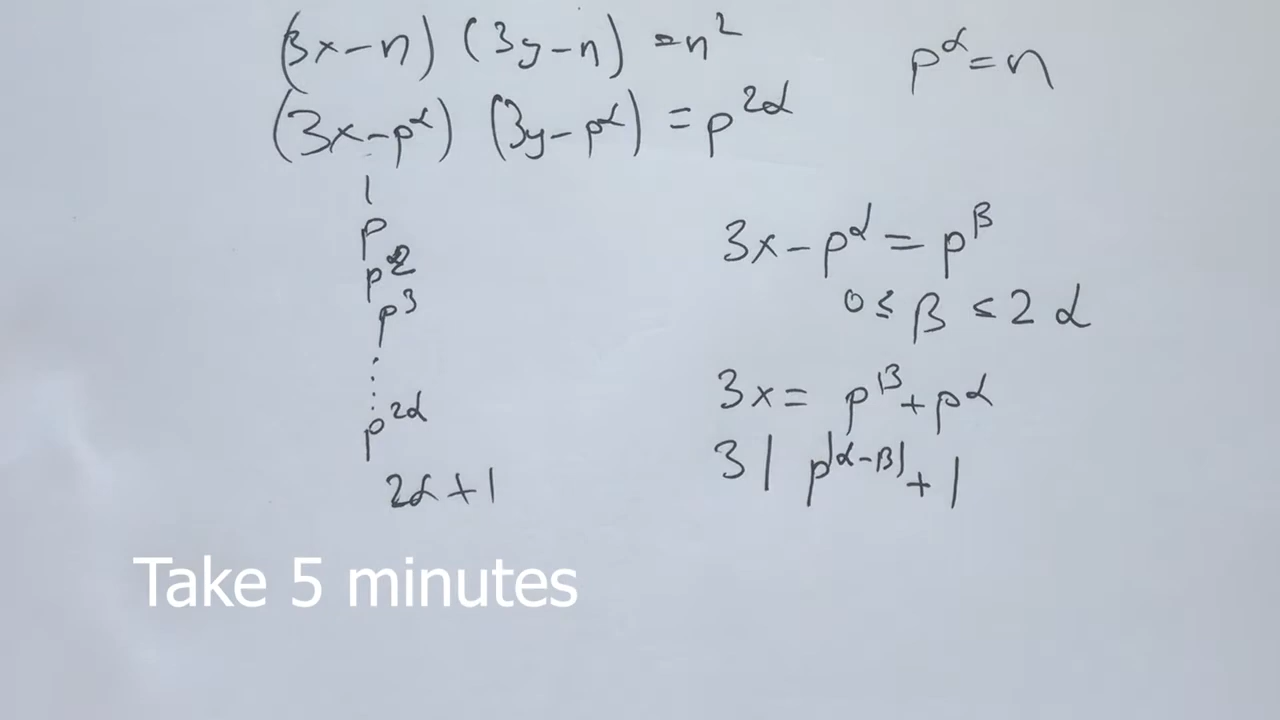 (3x-n) (3y-n) = n²
p^α = n
(3x-p^α) (3y-p^α) = p^2α
1
p
p²
p³
⋮
p^2α
2α+1
3x-p^α = p^β
0 ≤ β ≤ 2α
3x = p^β + p^α
3 | p^|α-β| + 1
Take 5 minutes